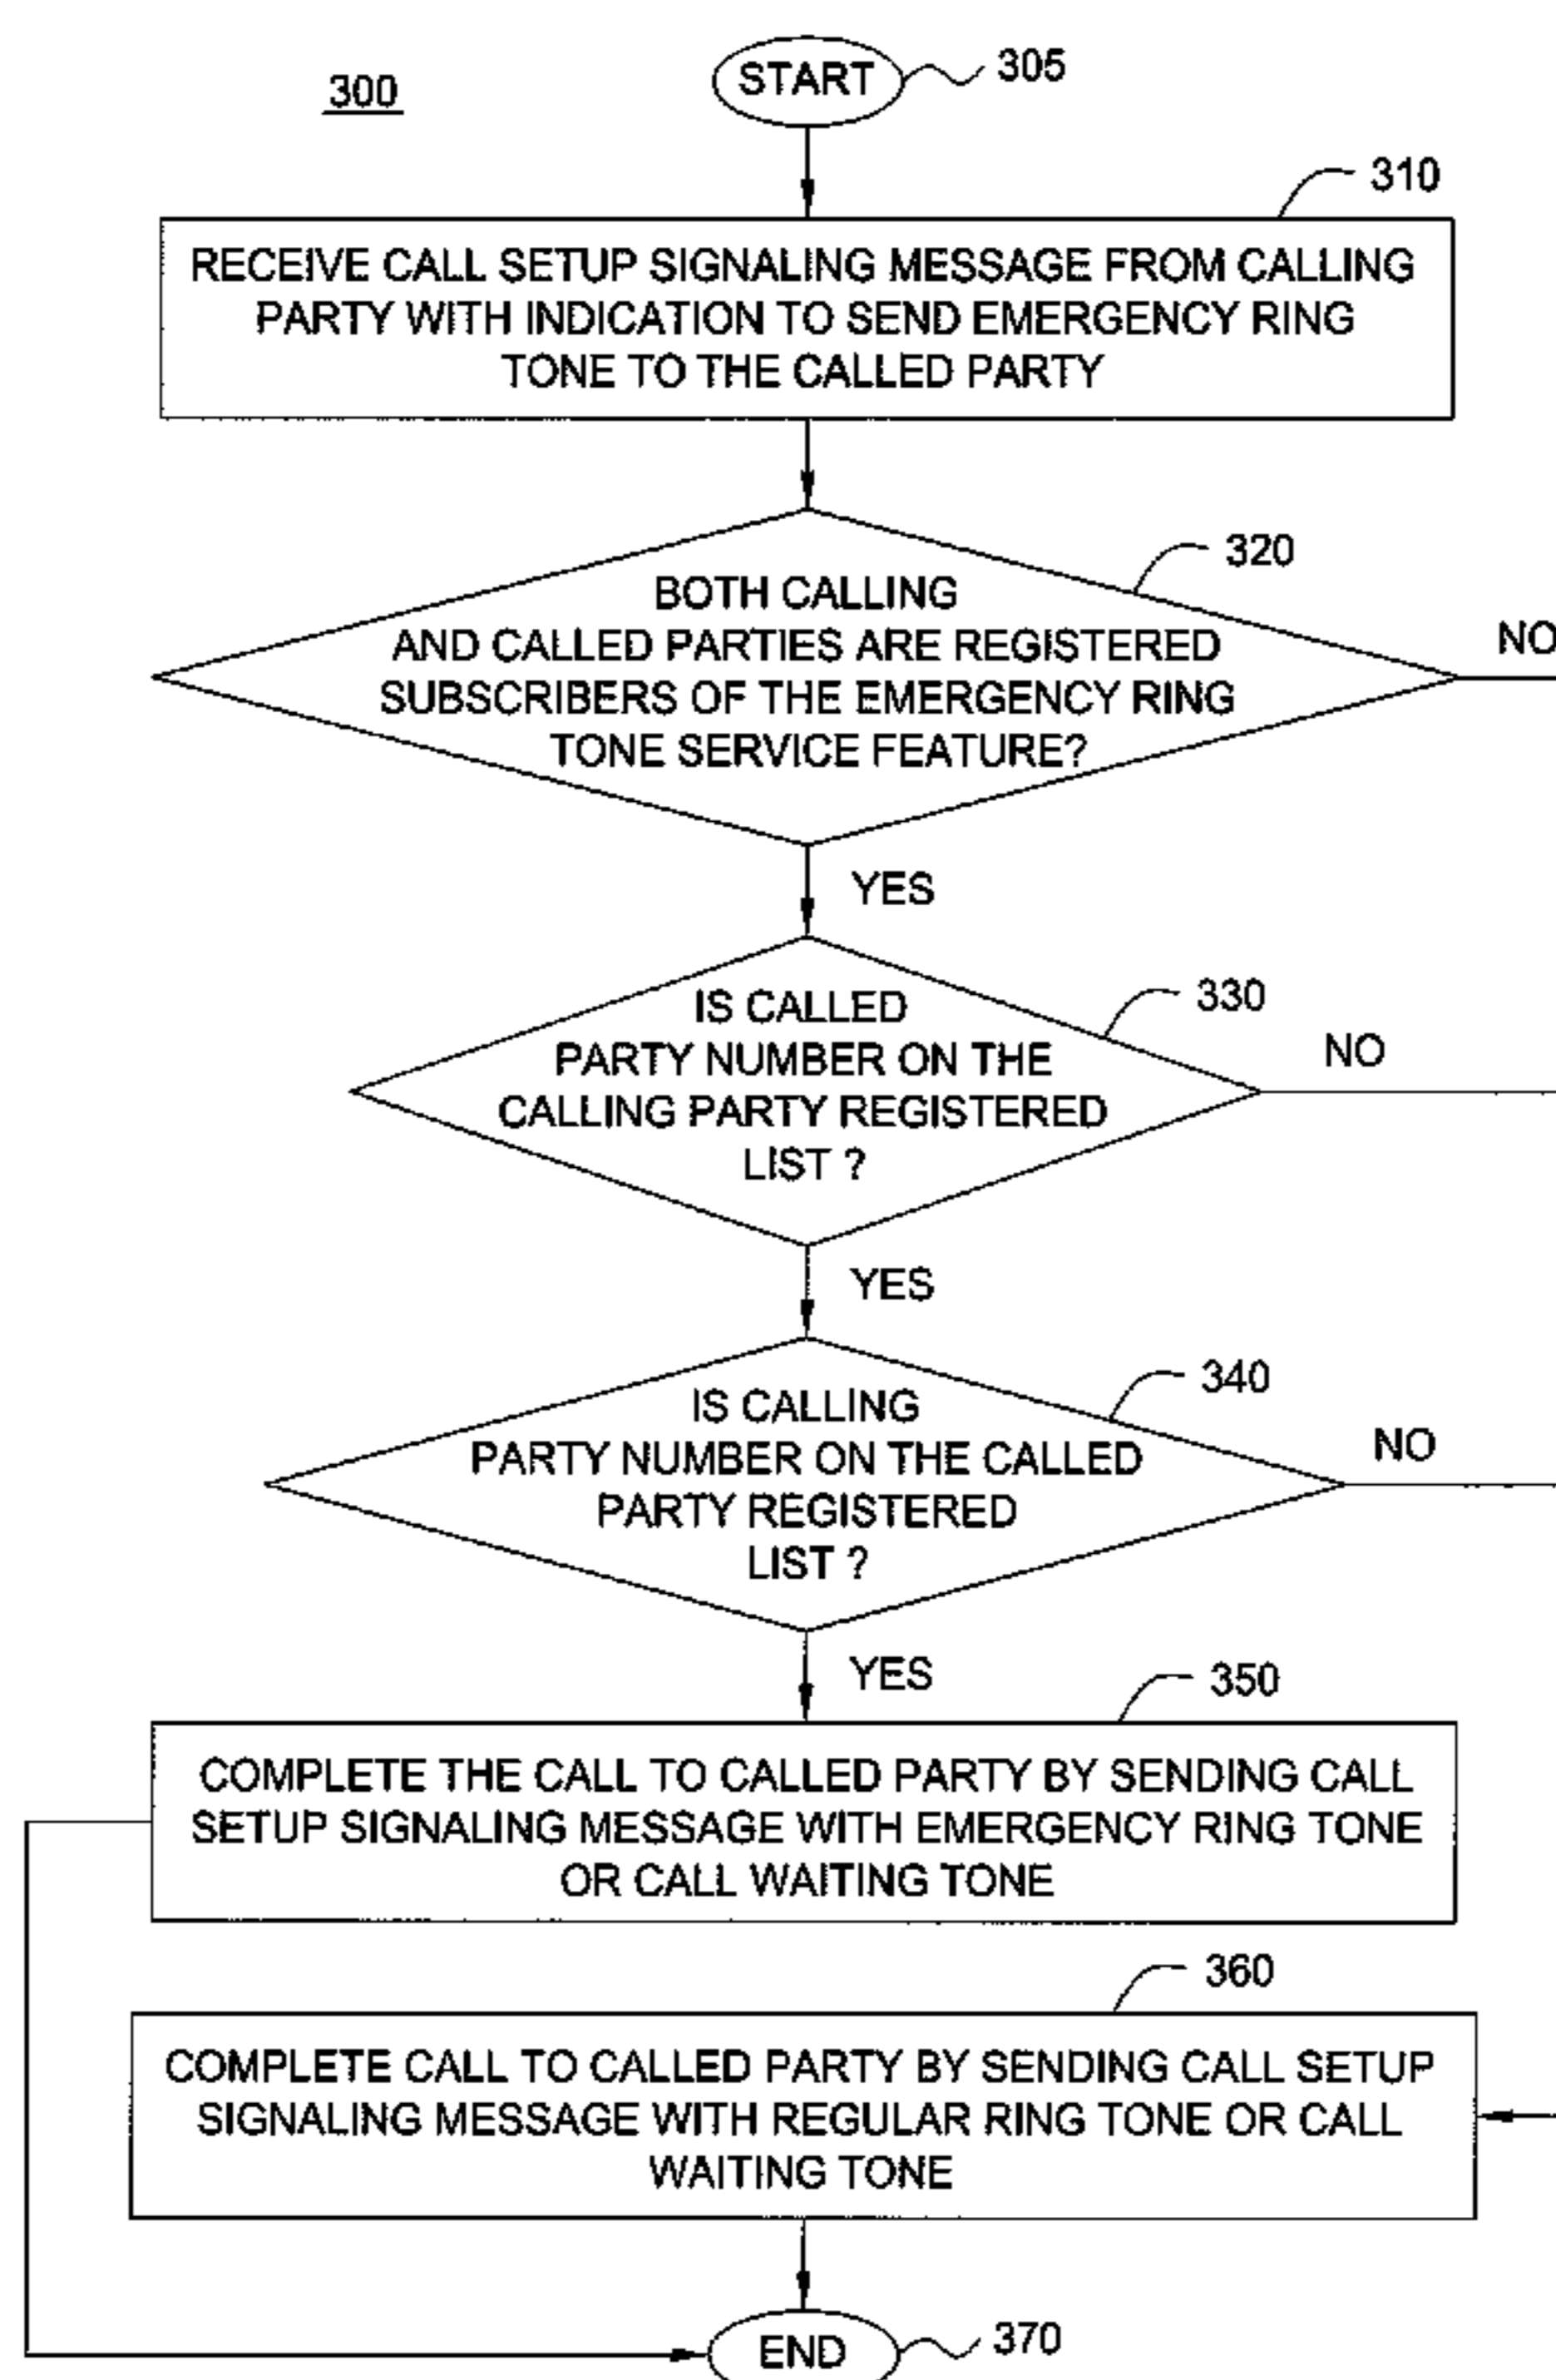 300
START
305
310
RECEIVE CALL SETUP SIGNALING MESSAGE FROM CALLING
PARTY WITH INDICATION TO SEND EMERGENCY RING
TONE TO THE CALLED PARTY
320
BOTH CALLING
AND CALLED PARTIES ARE REGISTERED
SUBSCRIBERS OF THE EMERGENCY RING
TONE SERVICE FEATURE?
NO
YES
330
IS CALLED
PARTY NUMBER ON THE
CALLING PARTY REGISTERED
LIST ?
NO
YES
340
IS CALLING
PARTY NUMBER ON THE CALLED
PARTY REGISTERED
LIST ?
NO
YES
350
COMPLETE THE CALL TO CALLED PARTY BY SENDING CALL
SETUP SIGNALING MESSAGE WITH EMERGENCY RING TONE
OR CALL WAITING TONE
360
COMPLETE CALL TO CALLED PARTY BY SENDING CALL SETUP
SIGNALING MESSAGE WITH REGULAR RING TONE OR CALL
WAITING TONE
END
370